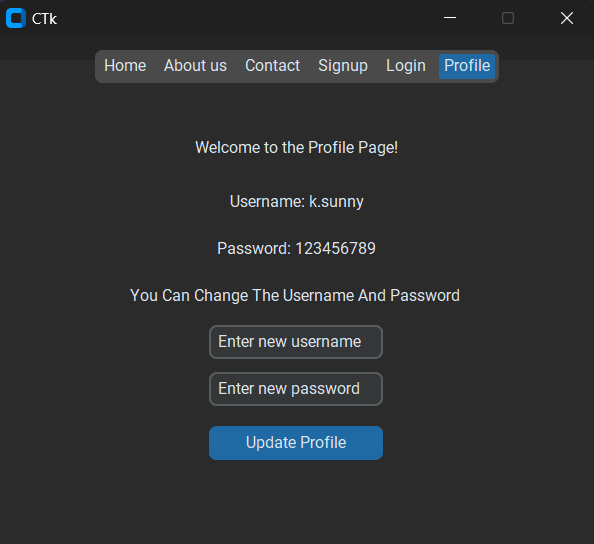 CTk
Home About us Contact Signup Login Profile
Welcome to the Profile Page!
Username: k.sunny
Password: 123456789
You Can Change The Username And Password
Enter new username
Enter new password
Update Profile